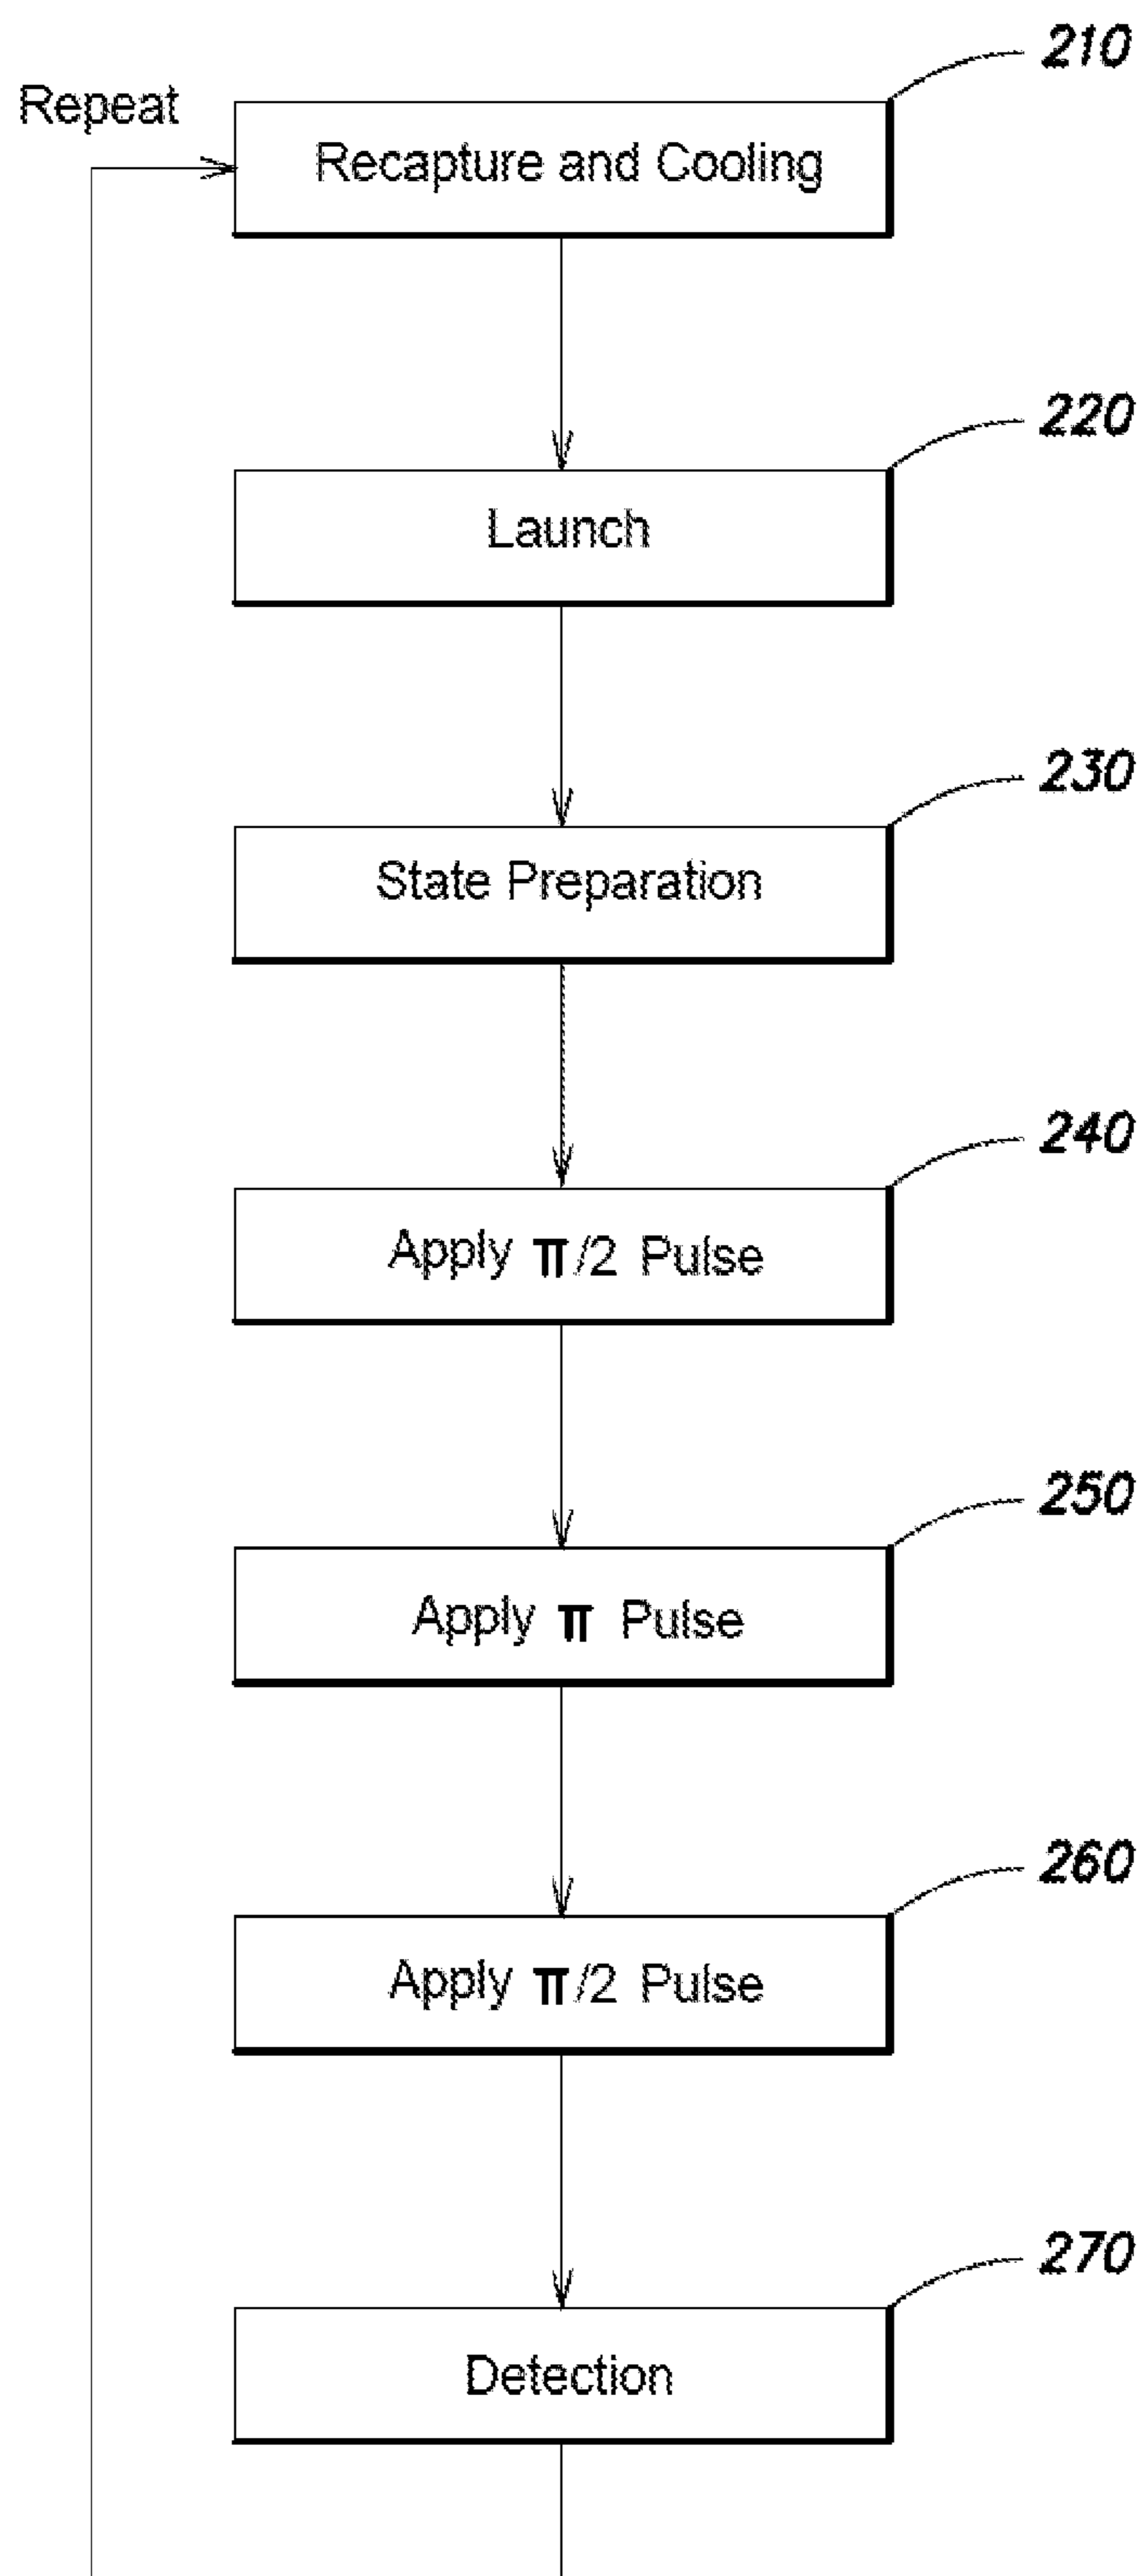 210
Repeat
Recapture and Cooling
220
Launch
230
State Preparation
240
Apply π/2 Pulse
250
Apply π Pulse
260
Apply π/2 Pulse
270
Detection